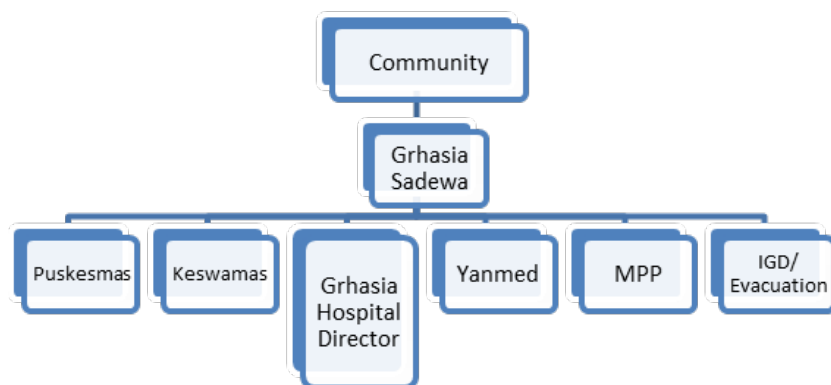 Community
Grhasia
Sadewa
Puskesmas
Keswamas
Grhasia
Hospital
Director
Yanmed
MPP
IGD/
Evacuation